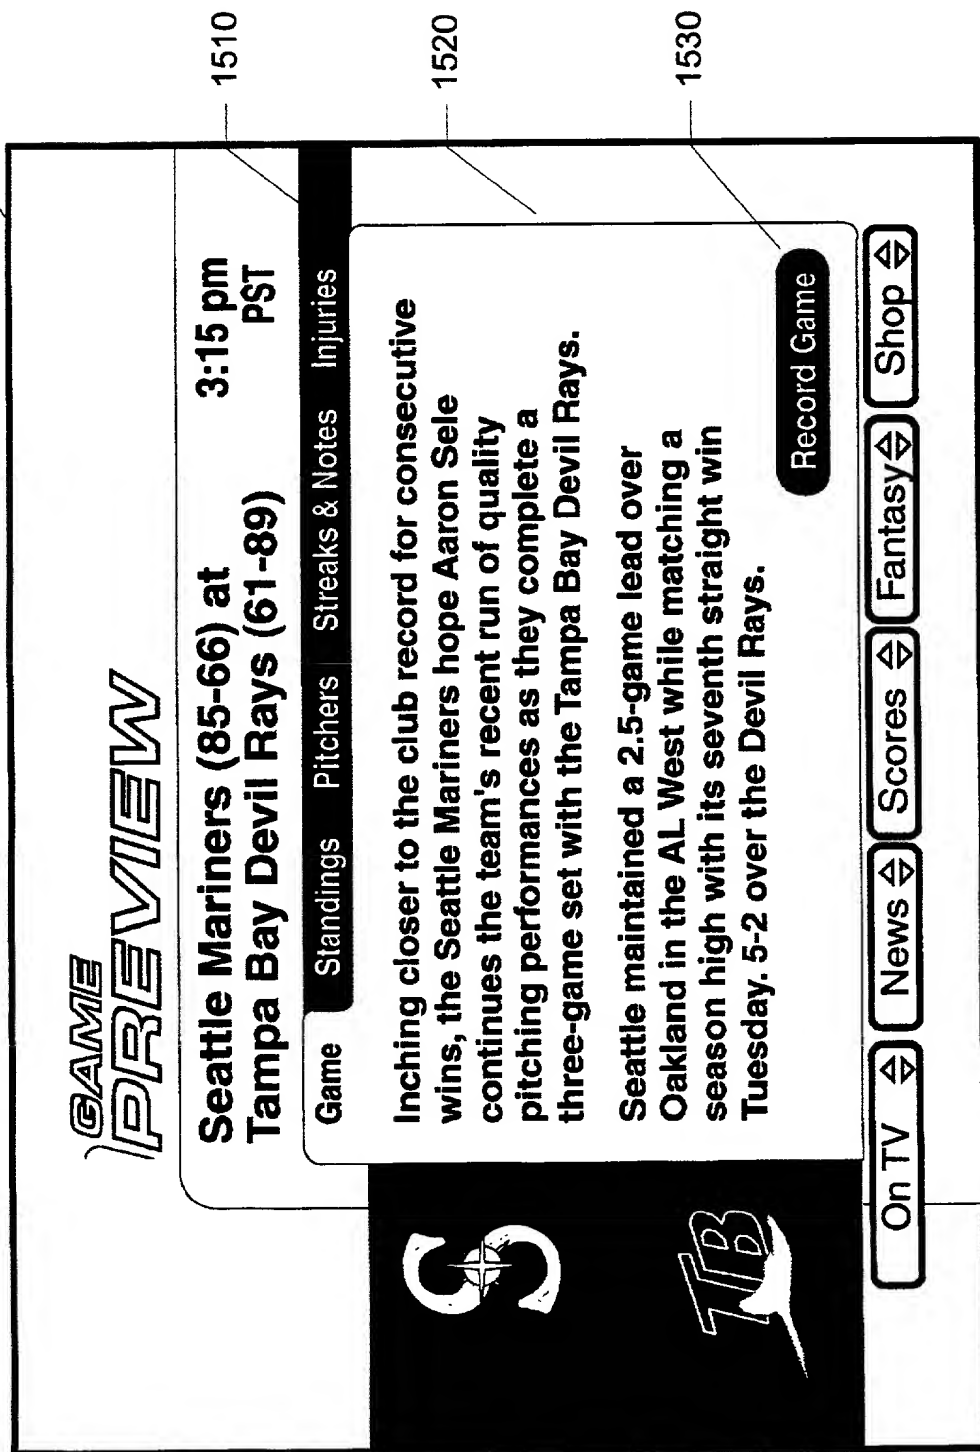 GAME
PREVIEW
Seattle Mariners (85-66) at
Tampa Bay Devil Rays (61-89)
3:15 pm
PST
Game Standings Pitchers Streaks & Notes Injuries
Inching closer to the club record for consecutive
wins, the Seattle Mariners hope Aaron Sele
continues the team's recent run of quality
pitching performances as they complete a
three-game set with the Tampa Bay Devil Rays.
Seattle maintained a 2.5-game lead over
Oakland in the AL West while matching a
season high with its seventh straight win
Tuesday. 5-2 over the Devil Rays.
Record Game
S
TB
On TV News Scores Fantasy Shop
1510
1520
1530